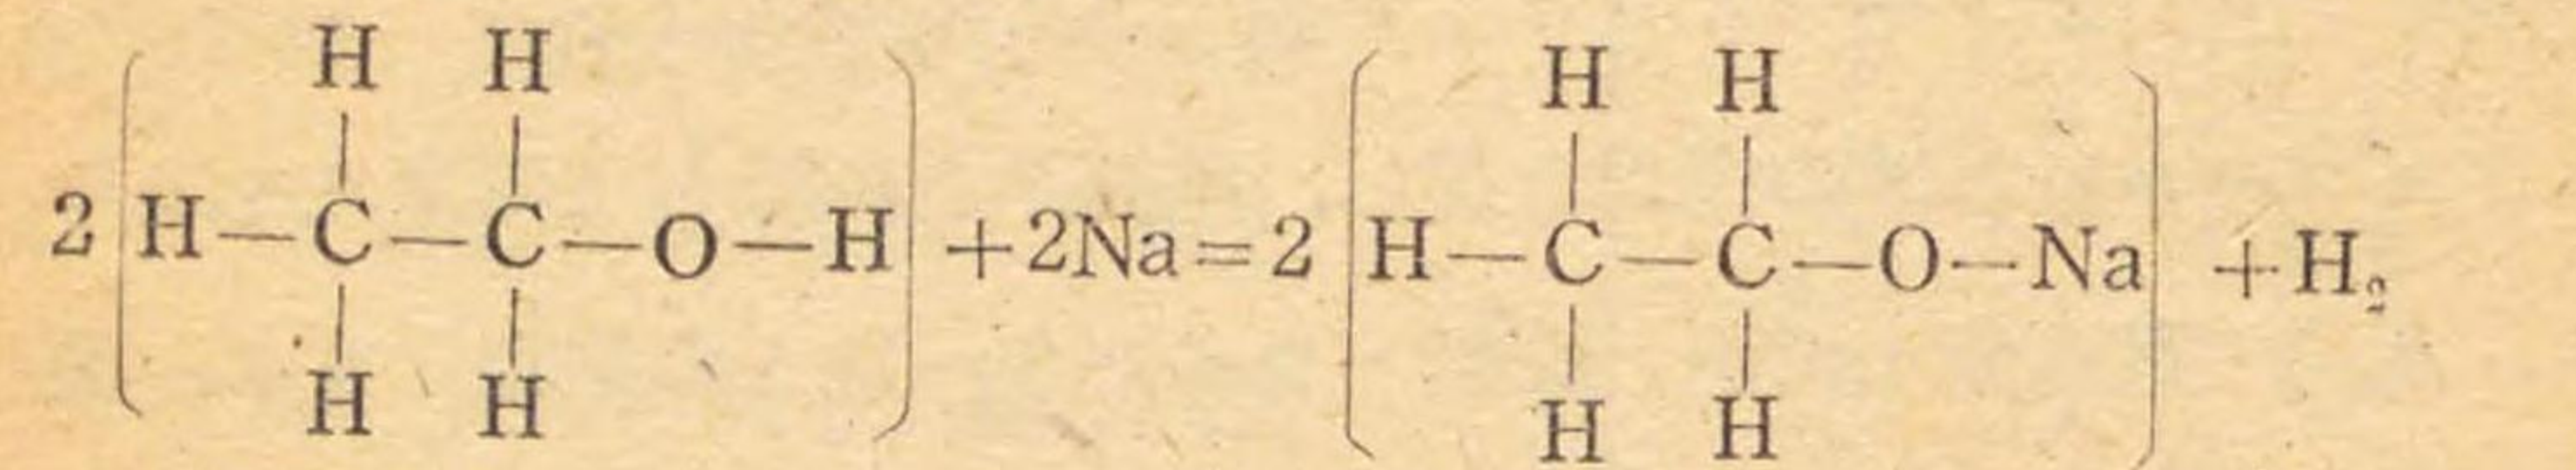 H H H H
2 (H—C—C—O—H) +2Na=2 (H—C—C—O—Na) +H₂
H H H H